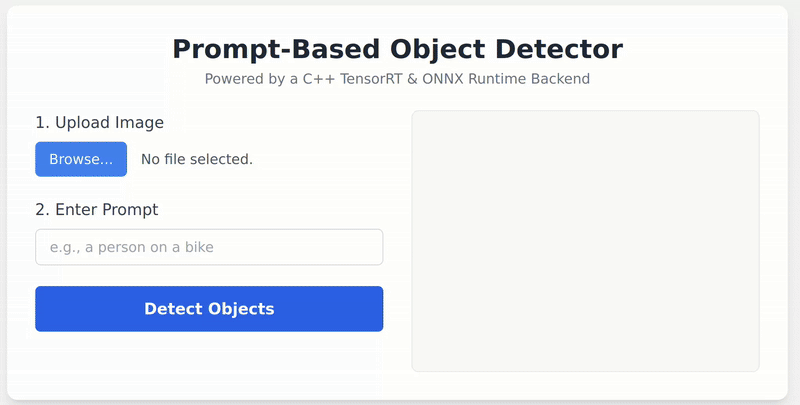 Prompt-Based Object Detector
Powered by a C++ TensorRT & ONNX Runtime Backend
1. Upload Image
Browse... No file selected.
2. Enter Prompt
e.g., a person on a bike
Detect Objects